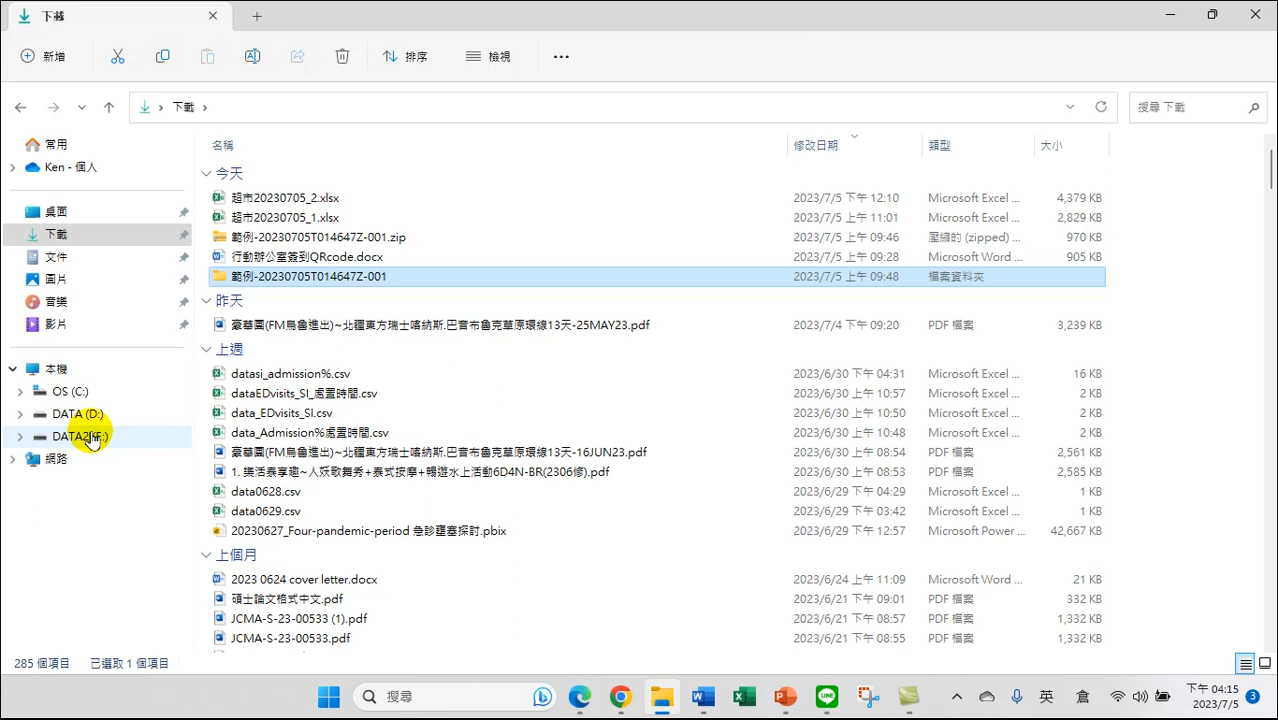 下載
新增
排序
檢視
下載
搜尋 下載
常用
Ken - 個人
桌面
下載
文件
圖片
音樂
影片
本機
OS (C:)
DATA (D:)
DATA2 (F:)
網路
名稱 修改日期 類型 大小
今天
超市20230705_2.xlsx 2023/7/5 下午 12:10 Microsoft Excel ... 4,379 KB
超市20230705_1.xlsx 2023/7/5 上午 11:01 Microsoft Excel ... 2,829 KB
範例-20230705T014647Z-001.zip 2023/7/5 上午 09:46 壓縮的 (zipped) ... 970 KB
行動辦公室簽到QRcode.docx 2023/7/5 上午 09:28 Microsoft Word ... 905 KB
範例-20230705T014647Z-001 2023/7/5 上午 09:48 檔案資料夾
昨天
豪華團(FM烏魯進出)~北疆東方瑞士喀納斯.巴音布魯克草原環線13天-25MAY23.pdf 2023/7/4 下午 09:20 PDF 檔案 3,239 KB
上週
datasi_admission%.csv 2023/6/30 下午 04:31 Microsoft Excel ... 16 KB
dataEDvisits_SI_處置時間.csv 2023/6/30 上午 10:57 Microsoft Excel ... 2 KB
data_EDvisits_SI.csv 2023/6/30 上午 10:50 Microsoft Excel ... 2 KB
data_Admission%處置時間.csv 2023/6/30 上午 10:48 Microsoft Excel ... 2 KB
豪華團(FM烏魯進出)~北疆東方瑞士喀納斯.巴音布魯克草原環線13天-16JUN23.pdf 2023/6/30 上午 08:54 PDF 檔案 2,561 KB
1. 樂活泰享趣~人妖歌舞秀+泰式按摩+暢遊水上活動6D4N-BR(2306修).pdf 2023/6/30 上午 08:53 PDF 檔案 2,585 KB
data0628.csv 2023/6/29 下午 04:29 Microsoft Excel ... 1 KB
data0629.csv 2023/6/29 下午 03:42 Microsoft Excel ... 1 KB
20230627_Four-pandemic-period 急診壅塞探討.pbix 2023/6/29 下午 12:57 Microsoft Power ... 42,667 KB
上個月
2023 0624 cover letter.docx 2023/6/24 上午 11:09 Microsoft Word ... 21 KB
碩士論文格式中文.pdf 2023/6/21 上午 09:01 PDF 檔案 332 KB
JCMA-S-23-00533 (1).pdf 2023/6/21 上午 08:57 PDF 檔案 1,332 KB
JCMA-S-23-00533.pdf 2023/6/21 上午 08:55 PDF 檔案 1,332 KB
285 個項目 已選取 1 個項目
搜尋
英
倉
下午 04:15
2023/7/5
3